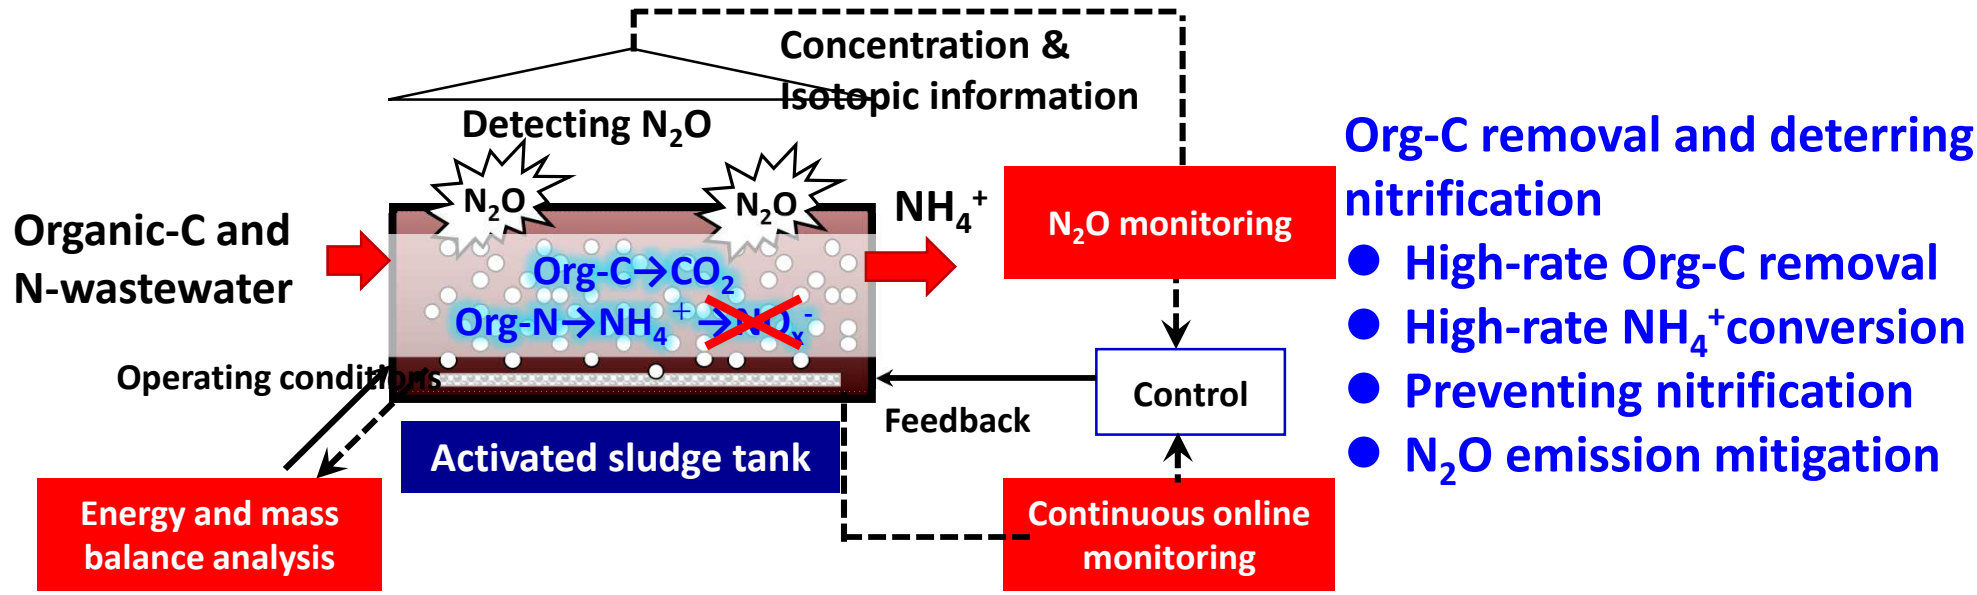 Concentration &
Isotopic information
Detecting N₂O
N₂O
N₂O
Organic-C and
N-wastewater
Org-C→CO₂
Org-N→NH₄⁺→NOₓ⁻
NH₄⁺
N₂O monitoring
Operating conditions
Control
Feedback
Activated sludge tank
Energy and mass
balance analysis
Continuous online
monitoring
Org-C removal and deterring
nitrification
● High-rate Org-C removal
● High-rate NH₄⁺conversion
● Preventing nitrification
● N₂O emission mitigation